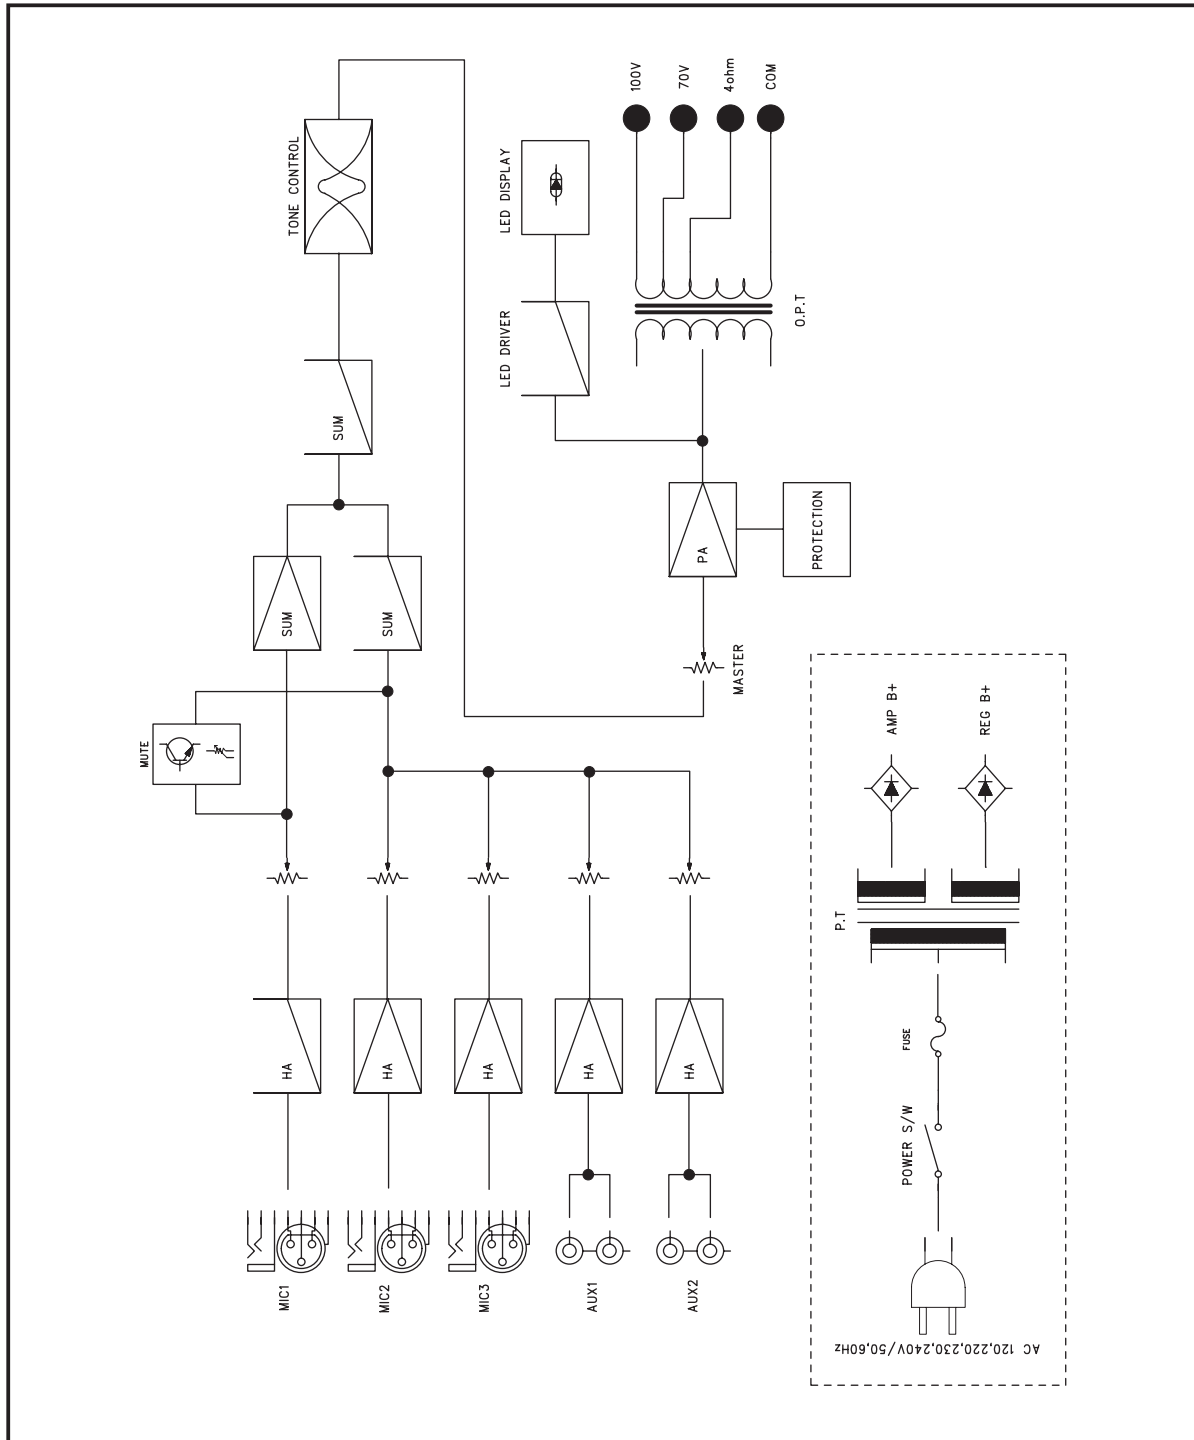 100V
70V
4ohm
COM
TONE CONTROL
LED DISPLAY
LED DRIVER
O.P.T
SUM
SUM
SUM
PA
PROTECTION
MASTER
MUTE
AMP B+
REG B+
P.T
HA
HA
HA
HA
HA
FUSE
POWER S/W
MIC1
MIC2
MIC3
AUX1
AUX2
AC 120,220,230,240V/50,60Hz